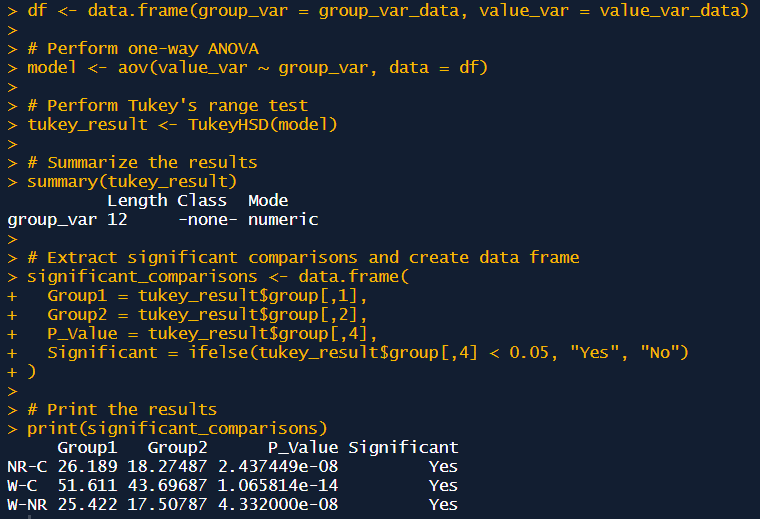 > df <- data.frame(group_var = group_var_data, value_var = value_var_data)
>
> # Perform one-way ANOVA
> model <- aov(value_var ~ group_var, data = df)
>
> # Perform Tukey's range test
> tukey_result <- TukeyHSD(model)
>
> # Summarize the results
> summary(tukey_result)
          Length Class  Mode
group_var 12     -none- numeric
>
> # Extract significant comparisons and create data frame
> significant_comparisons <- data.frame(
+   Group1 = tukey_result$group[,1],
+   Group2 = tukey_result$group[,2],
+   P_Value = tukey_result$group[,4],
+   Significant = ifelse(tukey_result$group[,4] < 0.05, "Yes", "No")
+ )
>
> # Print the results
> print(significant_comparisons)
     Group1   Group2      P_Value Significant
NR-C 26.189 18.27487 2.437449e-08         Yes
W-C  51.611 43.69687 1.065814e-14         Yes
W-NR 25.422 17.50787 4.332000e-08         Yes